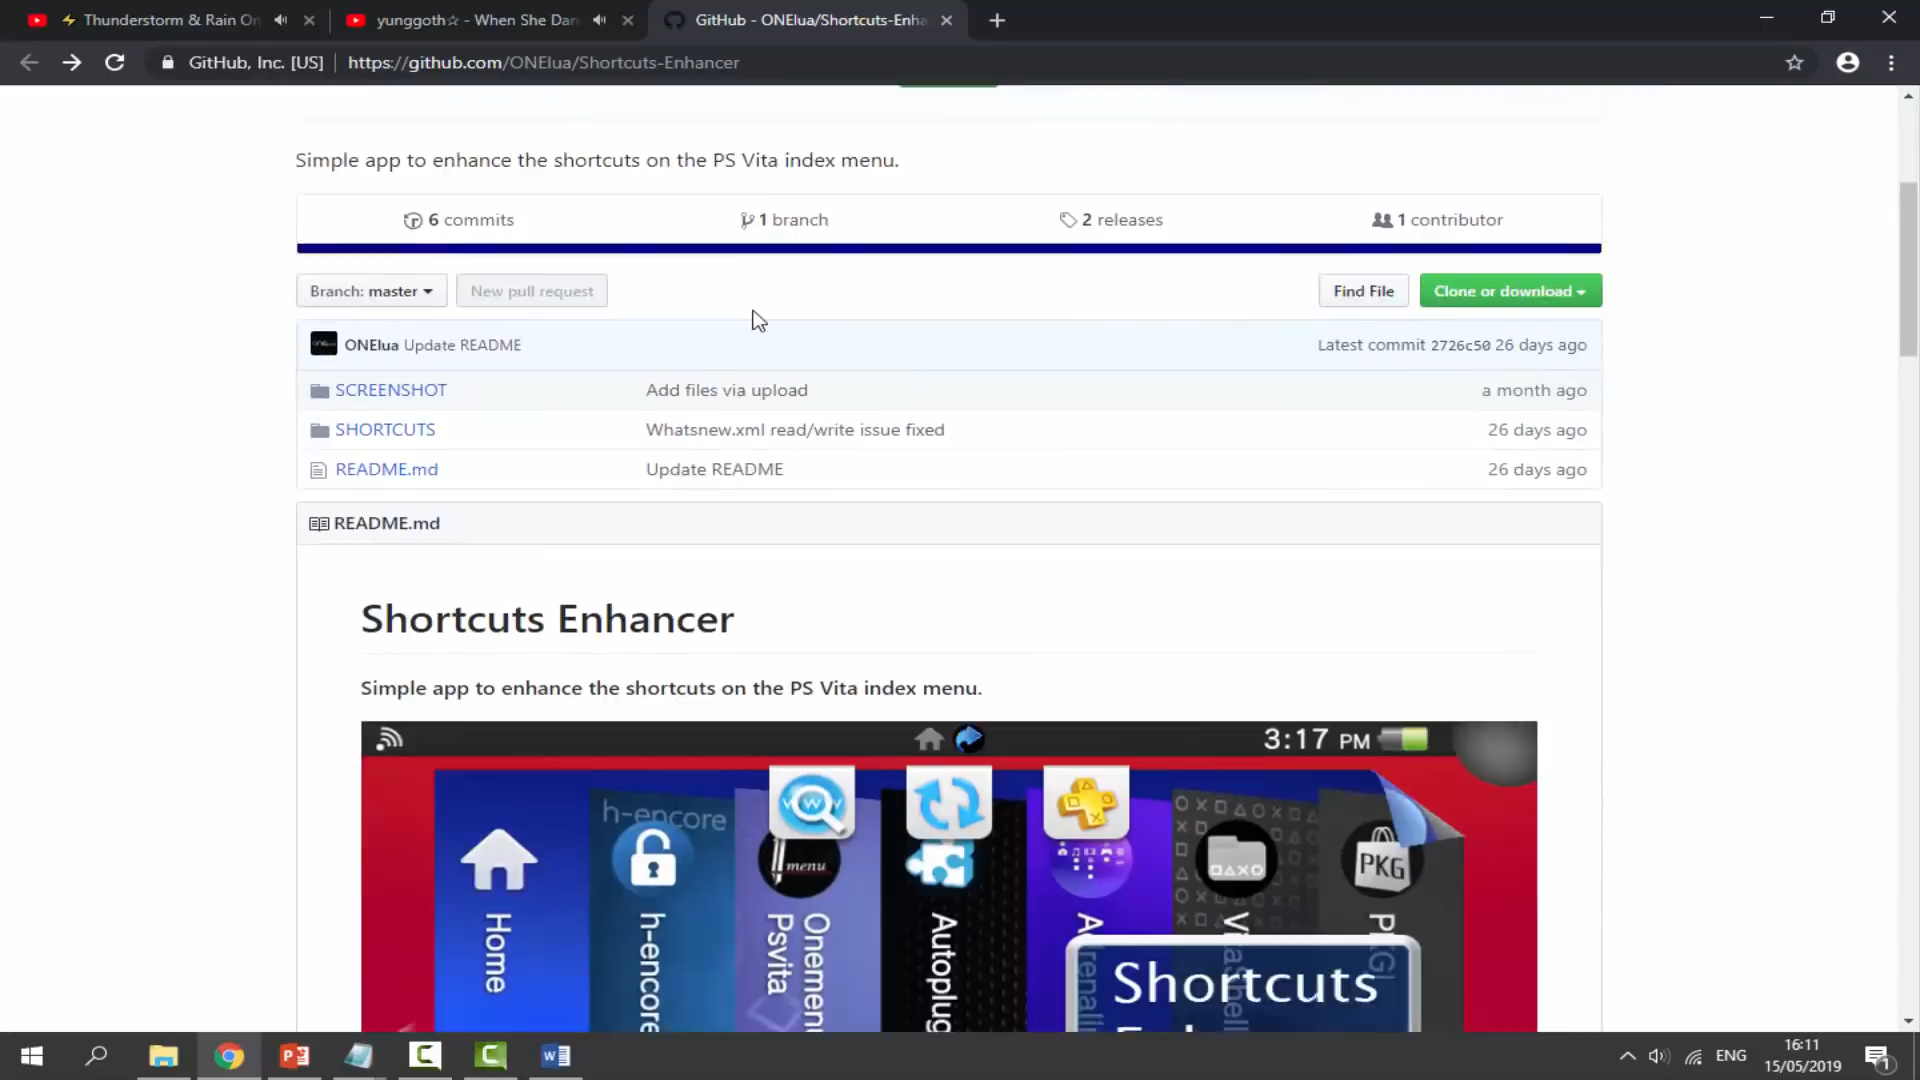 Thunderstorm & Rain On
yunggoth☆ - When She Dan
GitHub - ONElua/Shortcuts-Enha
GitHub, Inc. [US]
https://github.com/ONElua/Shortcuts-Enhancer
Simple app to enhance the shortcuts on the PS Vita index menu.
6 commits
1 branch
2 releases
1 contributor
Branch: master
New pull request
Find File
Clone or download
ONElua Update README
Latest commit 2726c50 26 days ago
SCREENSHOT
Add files via upload
a month ago
SHORTCUTS
Whatsnew.xml read/write issue fixed
26 days ago
README.md
Update README
26 days ago
README.md
Shortcuts Enhancer
Simple app to enhance the shortcuts on the PS Vita index menu.
3:17 PM
h-encore
menu
PKG
Home
h-encore
Onemenu
Psvita
Autoplug
Shortcuts
ENG
16:11
15/05/2019
1